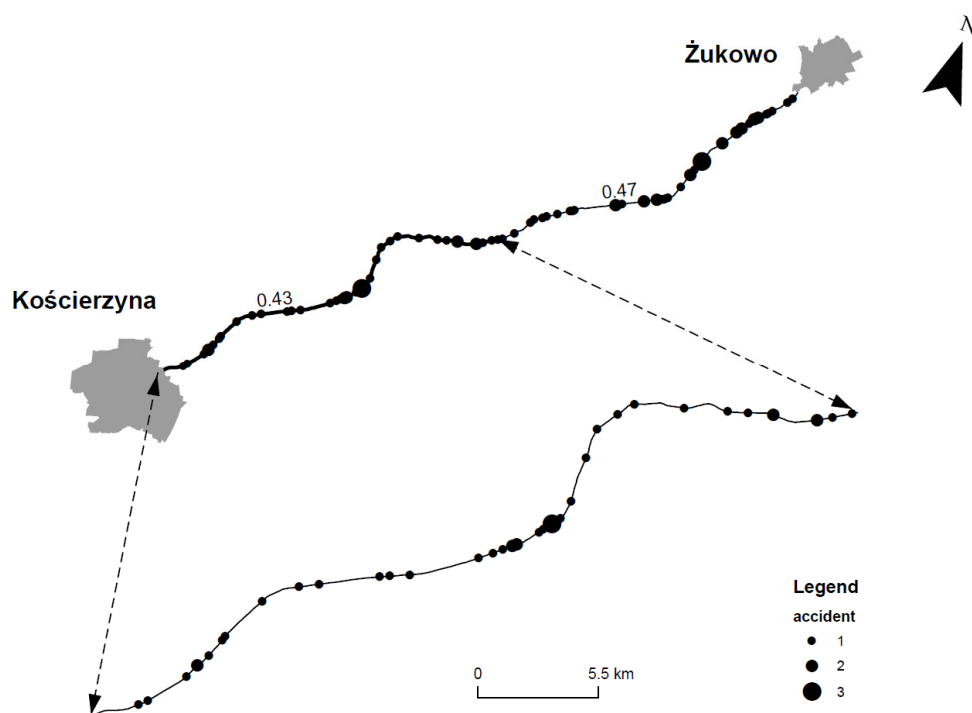 N
Żukowo
0.47
0.43
Kościerzyna
Legend
accident
1
2
3
0 5.5 km